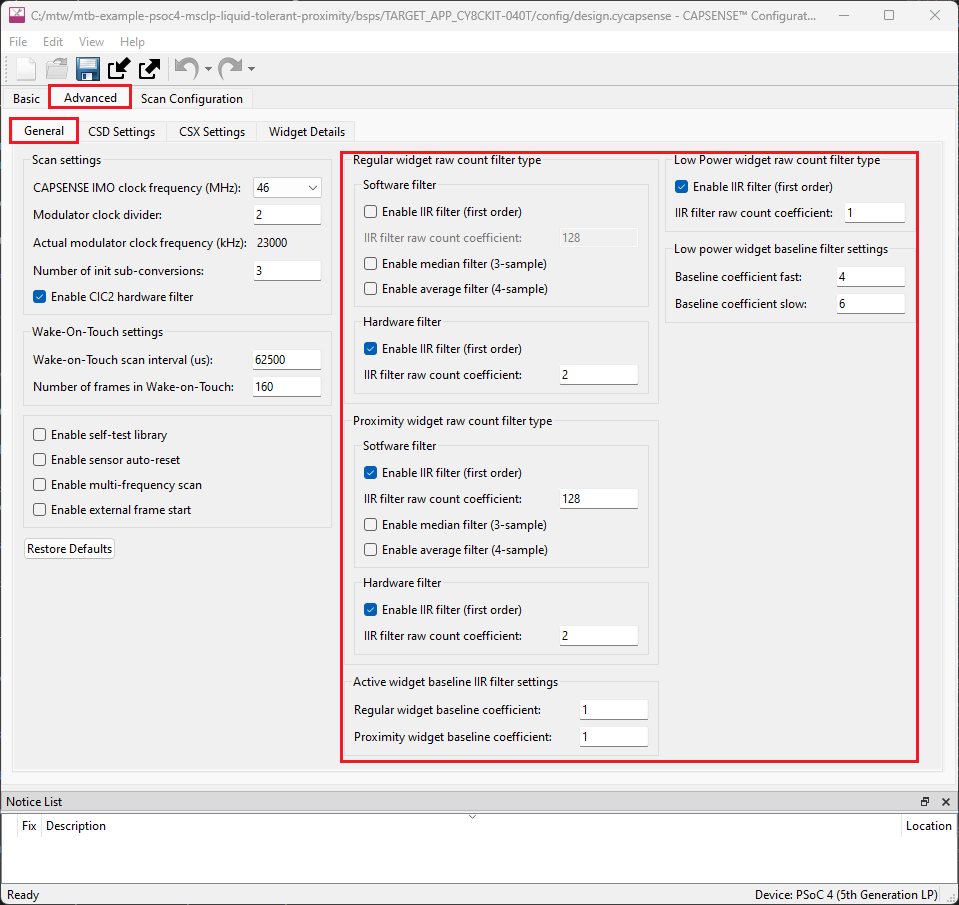 C:/mtw/mtb-example-psoc4-msclp-liquid-tolerant-proximity/bsps/TARGET_APP_CY8CKIT-040T/config/design.cycapsense - CAPSENSE™ Configurat...
File Edit View Help
Basic Advanced Scan Configuration
General CSD Settings CSX Settings Widget Details
Scan settings
CAPSENSE IMO clock frequency (MHz): 46
Modulator clock divider: 2
Actual modulator clock frequency (kHz): 23000
Number of init sub-conversions: 3
Enable CIC2 hardware filter
Wake-On-Touch settings
Wake-on-Touch scan interval (us): 62500
Number of frames in Wake-on-Touch: 160
Enable self-test library
Enable sensor auto-reset
Enable multi-frequency scan
Enable external frame start
Restore Defaults
Regular widget raw count filter type
Software filter
Enable IIR filter (first order)
IIR filter raw count coefficient: 128
Enable median filter (3-sample)
Enable average filter (4-sample)
Hardware filter
Enable IIR filter (first order)
IIR filter raw count coefficient: 2
Proximity widget raw count filter type
Sotfware filter
Enable IIR filter (first order)
IIR filter raw count coefficient: 128
Enable median filter (3-sample)
Enable average filter (4-sample)
Hardware filter
Enable IIR filter (first order)
IIR filter raw count coefficient: 2
Active widget baseline IIR filter settings
Regular widget baseline coefficient: 1
Proximity widget baseline coefficient: 1
Low Power widget raw count filter type
Enable IIR filter (first order)
IIR filter raw count coefficient: 1
Low power widget baseline filter settings
Baseline coefficient fast: 4
Baseline coefficient slow: 6
Notice List
Fix Description Location
Ready Device: PSoC 4 (5th Generation LP)